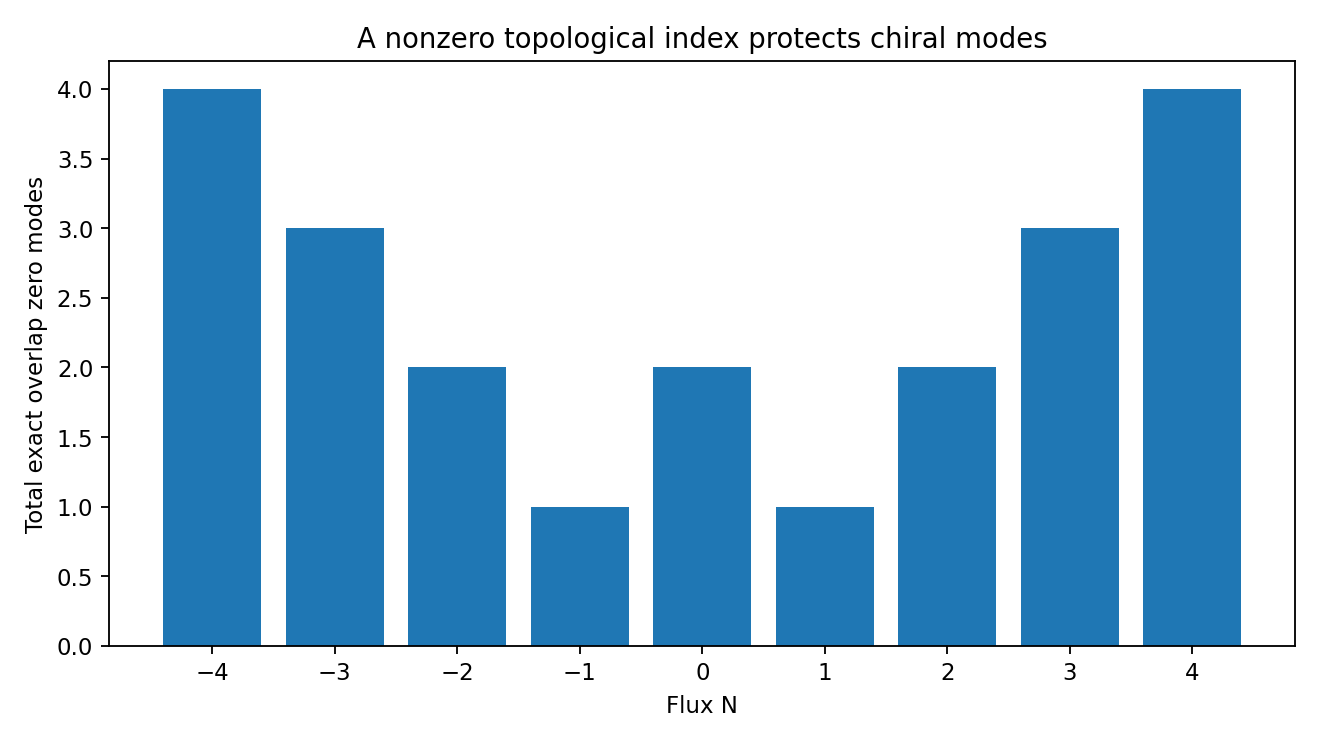 A nonzero topological index protects chiral modes
Total exact overlap zero modes
4.0
3.5
3.0
2.5
2.0
1.5
1.0
0.5
0.0
−4 −3 −2 −1 0 1 2 3 4
Flux N